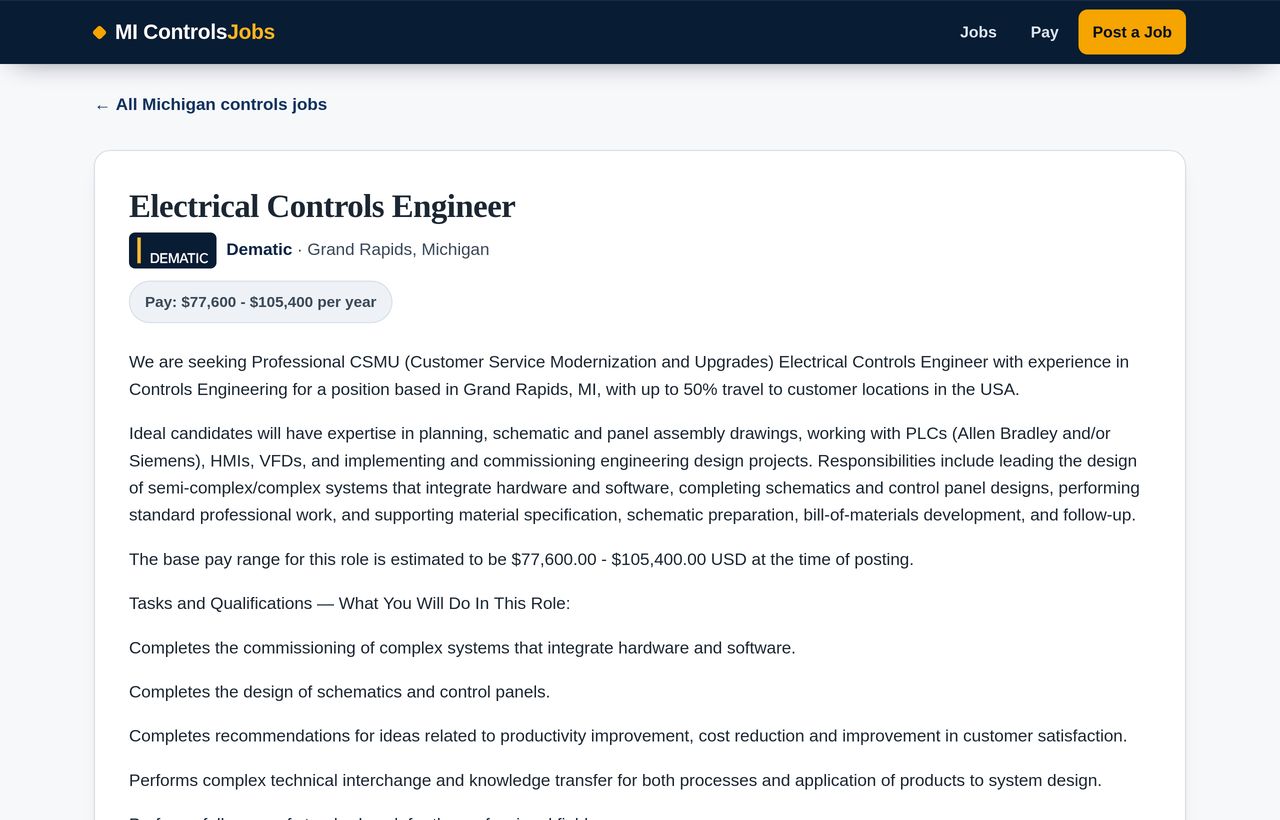 MI ControlsJobs
Jobs
Pay
Post a Job
← All Michigan controls jobs
Electrical Controls Engineer
DEMATIC
Dematic · Grand Rapids, Michigan
Pay: $77,600 - $105,400 per year
We are seeking Professional CSMU (Customer Service Modernization and Upgrades) Electrical Controls Engineer with experience in
Controls Engineering for a position based in Grand Rapids, MI, with up to 50% travel to customer locations in the USA.
Ideal candidates will have expertise in planning, schematic and panel assembly drawings, working with PLCs (Allen Bradley and/or
Siemens), HMIs, VFDs, and implementing and commissioning engineering design projects. Responsibilities include leading the design
of semi-complex/complex systems that integrate hardware and software, completing schematics and control panel designs, performing
standard professional work, and supporting material specification, schematic preparation, bill-of-materials development, and follow-up.
The base pay range for this role is estimated to be $77,600.00 - $105,400.00 USD at the time of posting.
Tasks and Qualifications — What You Will Do In This Role:
Completes the commissioning of complex systems that integrate hardware and software.
Completes the design of schematics and control panels.
Completes recommendations for ideas related to productivity improvement, cost reduction and improvement in customer satisfaction.
Performs complex technical interchange and knowledge transfer for both processes and application of products to system design.